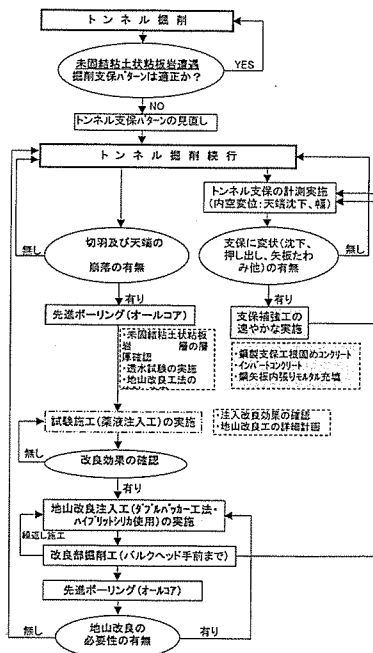 トンネル掘削
未固結粘土状粘板岩遭遇
掘削支保パターンは適正か？
YES
NO
トンネル支保パターンの見直し
トンネル掘削続行
トンネル支保の計測実施
(内空変位：天端沈下、幅)
切羽及び天端の
崩落の有無
無し
支保に変状(沈下、
押し出し、矢板たわ
み他)の有無
無し
有り
有り
先進ボーリング(オールコア)
支保補強工の
速やかな実施
・未固結粘土状粘板
岩 層の層
厚確認
・透水試験の実施
・地山改良工法の
・鋼製支保工根固めコンクリート
・インバートコンクリート
・鋼矢板内張りモルタル充填
試験施工(薬液注入工)の実施
・注入改良効果の確認
・地山改良工の詳細計画
無し
改良効果の確認
有り
地山改良注入工(ダブルパッカー工法・
ハイブリットシリカ使用)の実施
繰返し施工
改良部掘削工(バルクヘッド手前まで)
先進ボーリング(オールコア)
無し
地山改良の
必要性の有無
有り